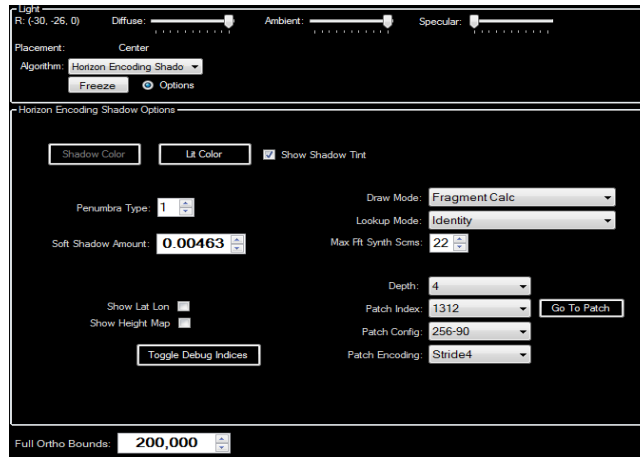 Light
R: (-30, -26, 0) Diffuse: Ambient: Specular:
Placement: Center
Algorithm: Horizon Encoding Shado
Freeze Options
Horizon Encoding Shadow Options
Shadow Color Lit Color Show Shadow Tint
Draw Mode: Fragment Calc
Penumbra Type: 1
Lookup Mode: Identity
Soft Shadow Amount: 0.00463 Max Fft Synth Scms: 22
Depth: 4
Show Lat Lon Patch Index: 1312 Go To Patch
Show Height Map Patch Config: 256-90
Toggle Debug Indices Patch Encoding: Stride4
Full Ortho Bounds: 200,000